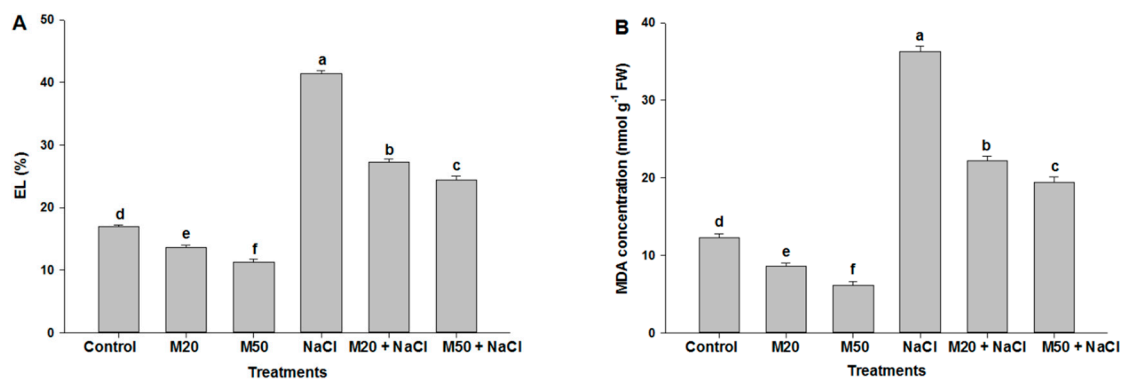 A
EL (%)
50
40
30
20
10
0
d
e
f
a
b
c
Control M20 M50 NaCl M20 + NaCl M50 + NaCl
Treatments
B
MDA concentration (nmol g⁻¹ FW)
40
30
20
10
0
d
e
f
a
b
c
Control M20 M50 NaCl M20 + NaCl M50 + NaCl
Treatments